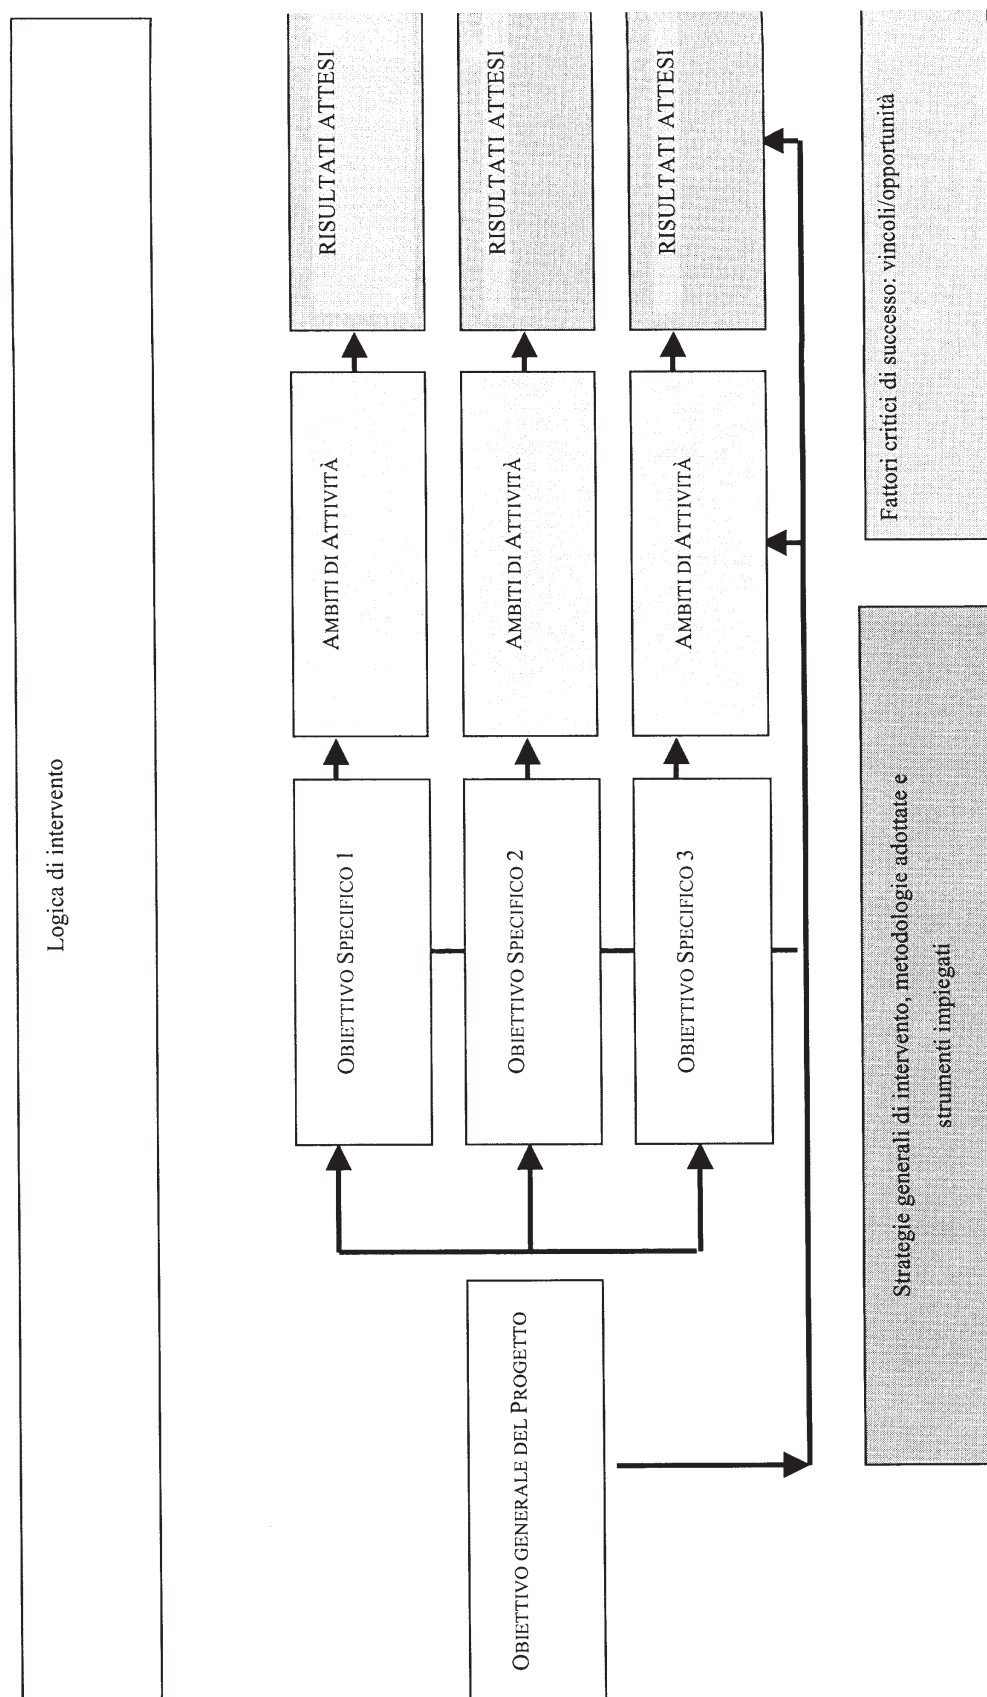 Logica di intervento
OBIETTIVO GENERALE DEL PROGETTO
OBIETTIVO SPECIFICO 1
AMBITI DI ATTIVITÀ
RISULTATI ATTESI
OBIETTIVO SPECIFICO 2
AMBITI DI ATTIVITÀ
RISULTATI ATTESI
OBIETTIVO SPECIFICO 3
AMBITI DI ATTIVITÀ
RISULTATI ATTESI
Strategie generali di intervento, metodologie adottate e
strumenti impiegati
Fattori critici di successo: vincoli/opportunità